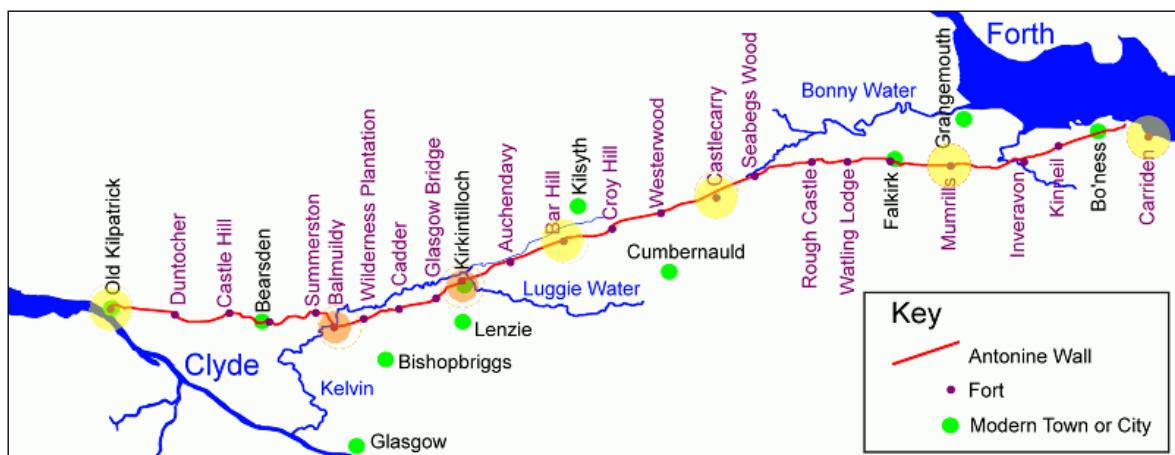 Forth
Bonny Water
Grangemouth
Old Kilpatrick
Duntocher
Castle Hill
Bearsden
Summerston
Balmuildy
Wilderness Plantation
Cadder
Glasgow Bridge
Kirkintilloch
Auchendavy
Bar Hill
Kilsyth
Croy Hill
Westerwood
Castlecarry
Seabegs Wood
Rough Castle
Watling Lodge
Falkirk
Mumrills
Inveravon
Kinneil
Bo'ness
Carriden
Cumbernauld
Luggie Water
Lenzie
Bishopbriggs
Clyde
Kelvin
Glasgow
Key
Antonine Wall
Fort
Modern Town or City